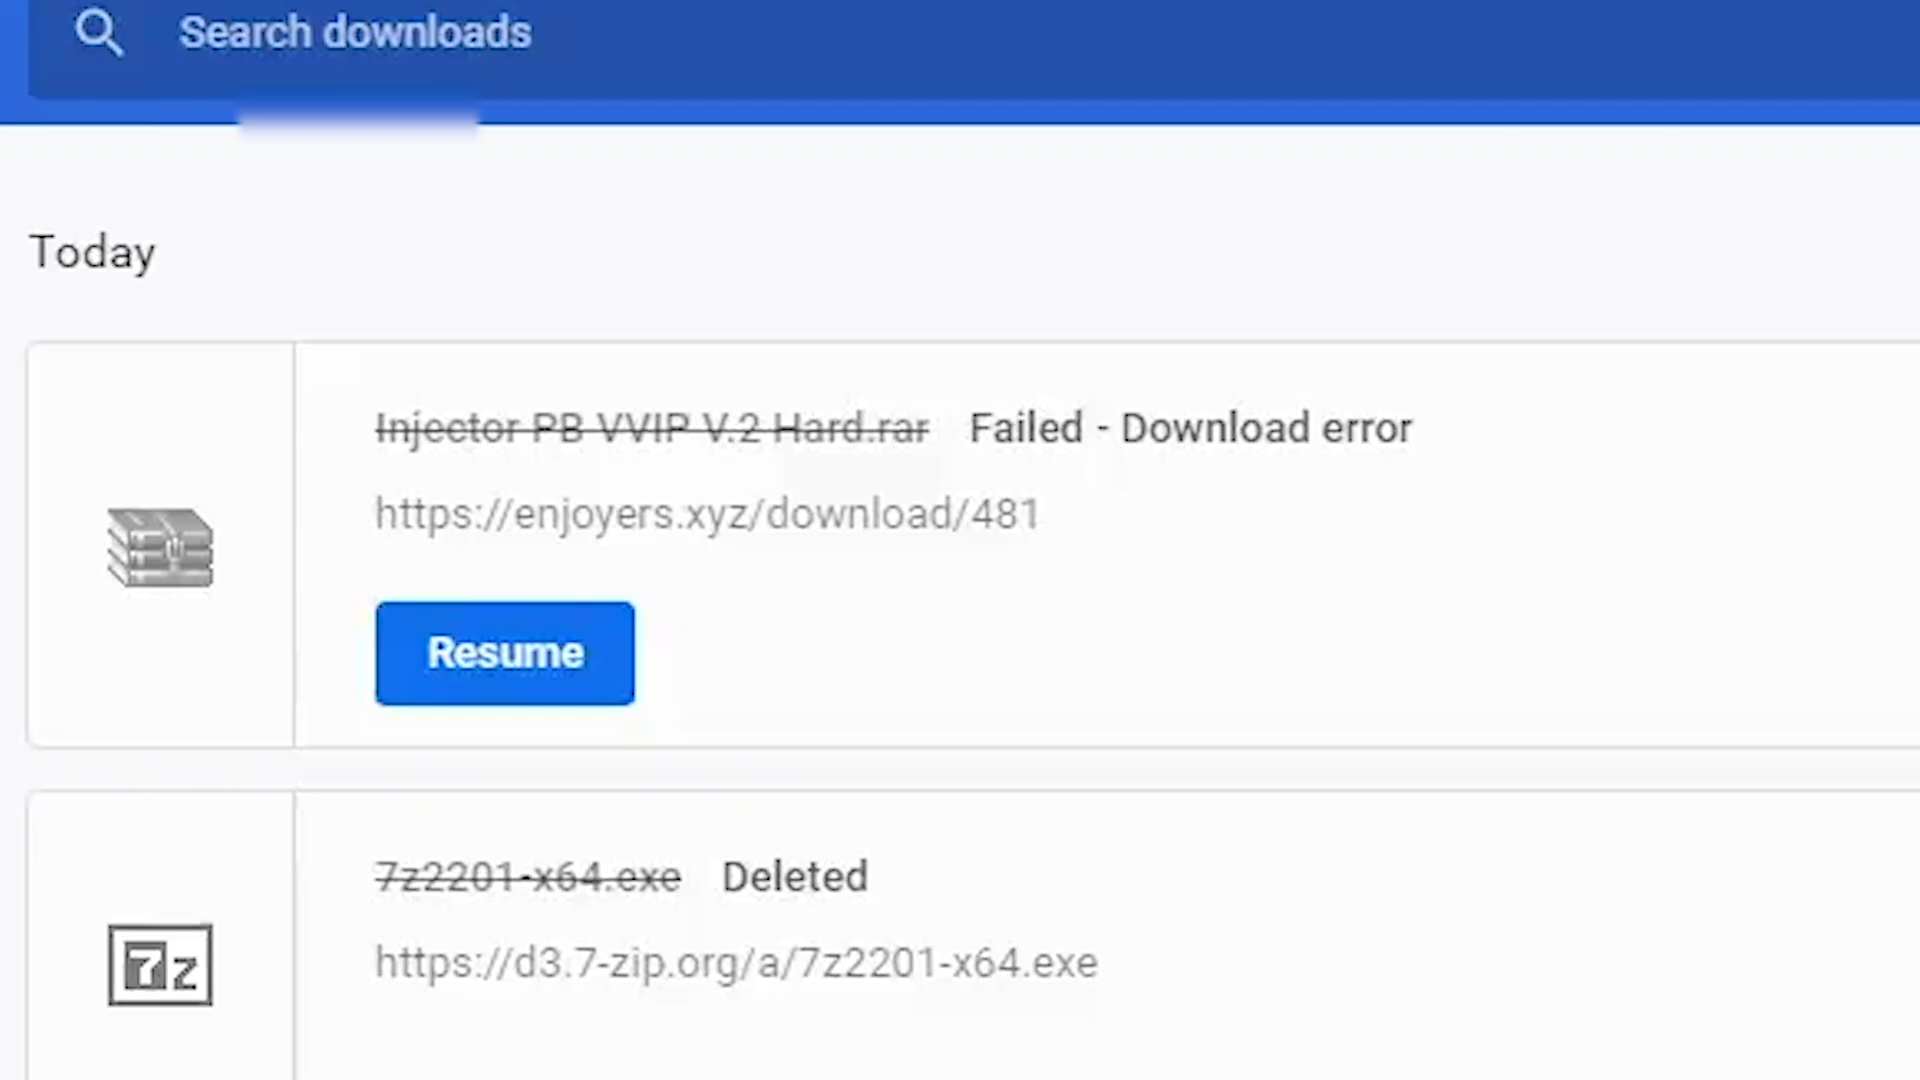 Search downloads
Today
Injector PB VVIP V.2 Hard.rar Failed - Download error
https://enjoyers.xyz/download/481
Resume
7z2201-x64.exe Deleted
7z
https://d3.7-zip.org/a/7z2201-x64.exe